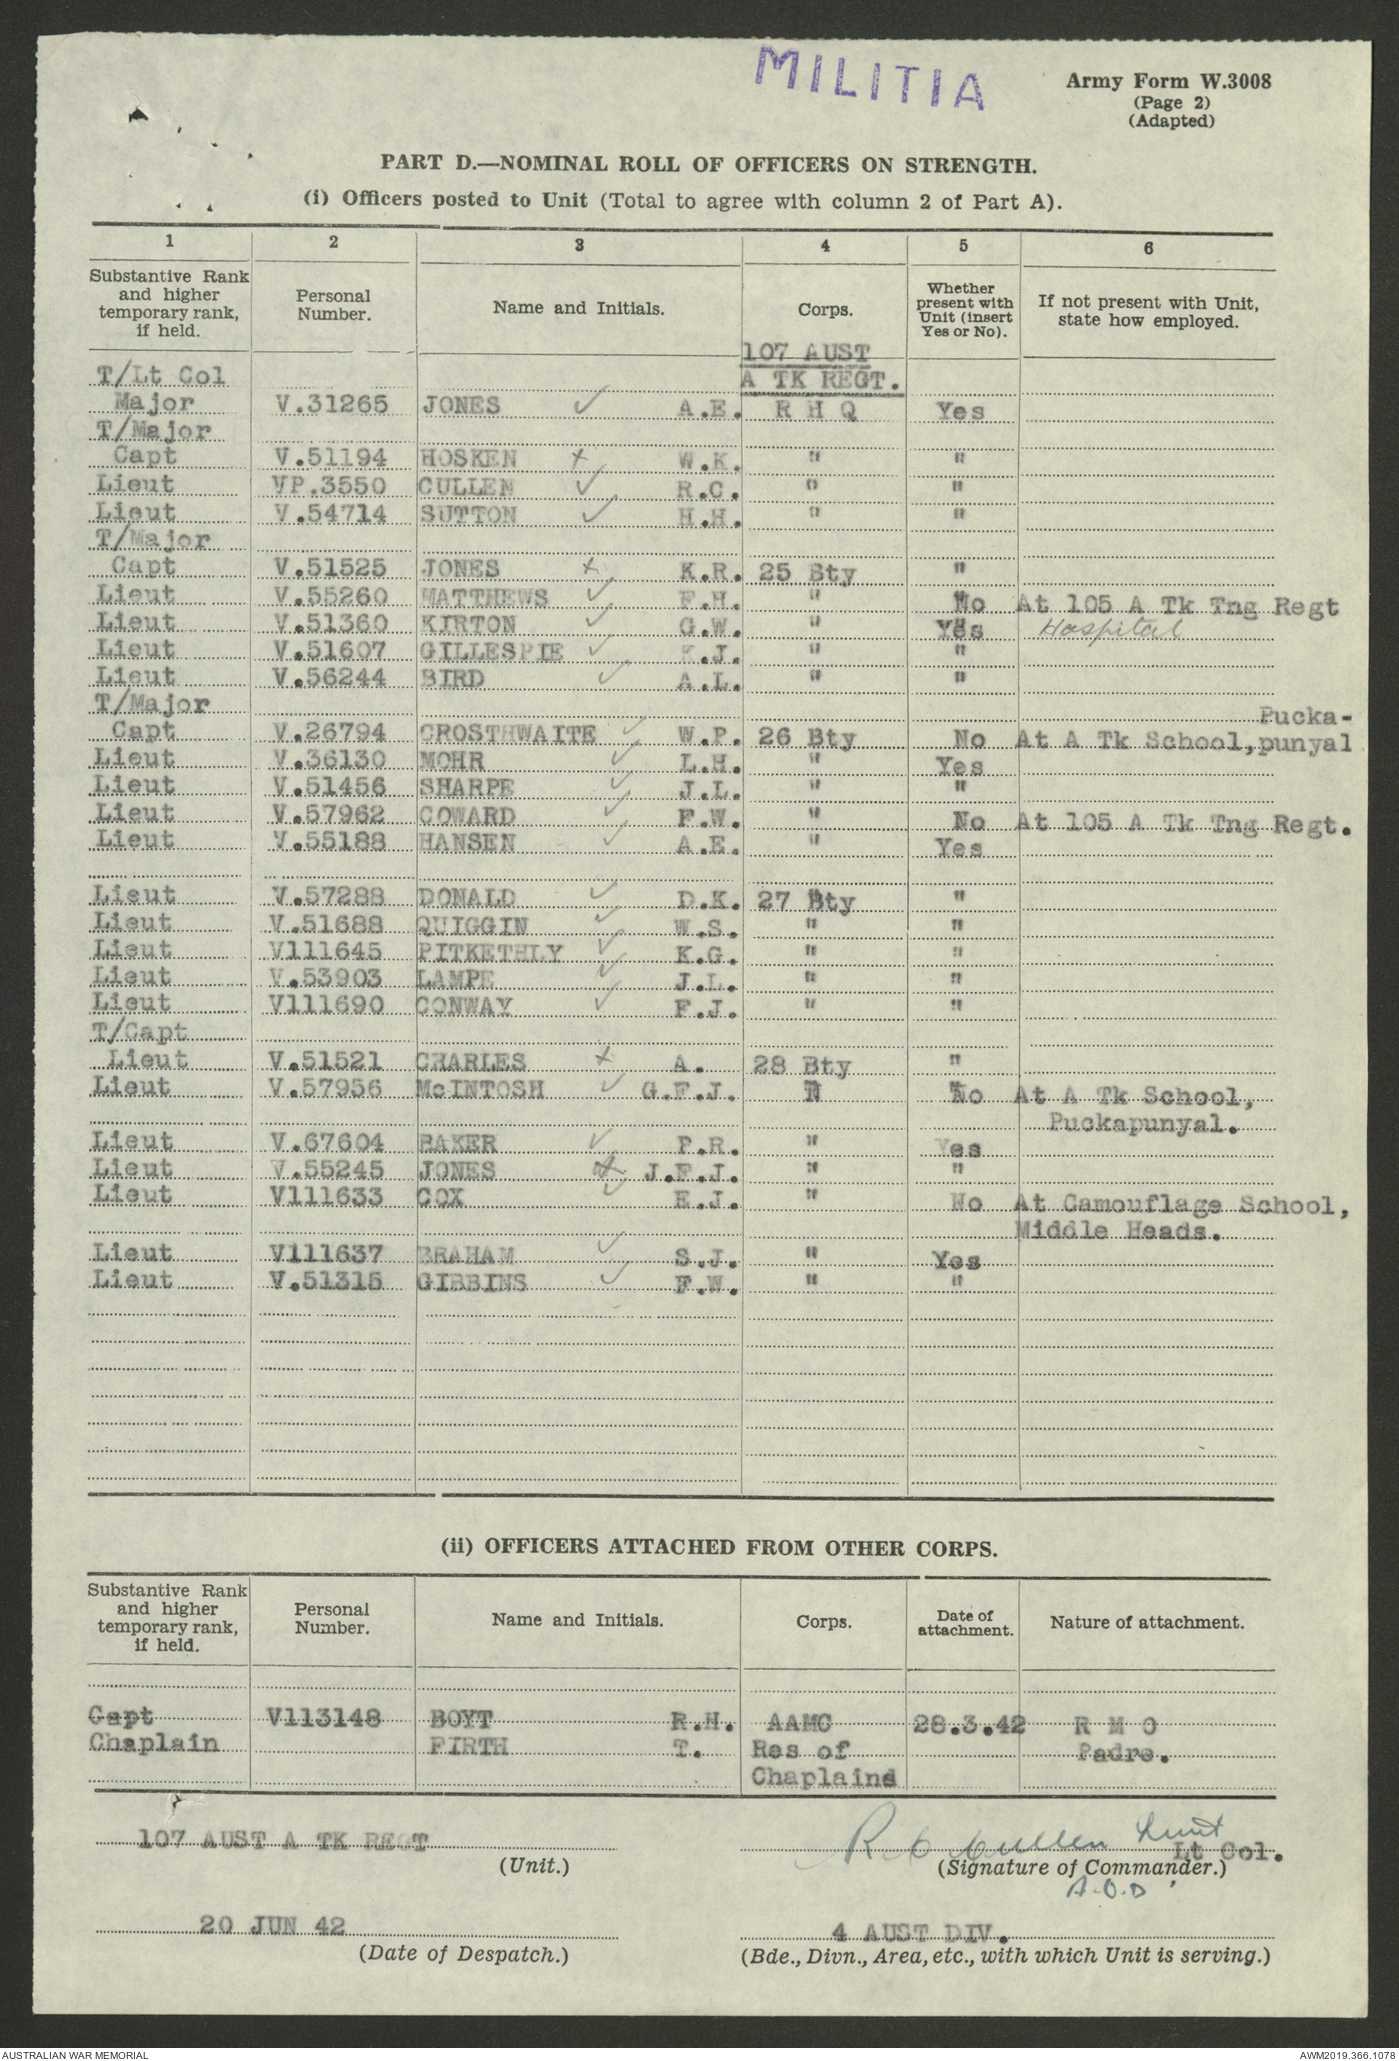 MILITIA
Army Form W.3008
(Page 2)
(Adapted)
PART D.—NOMINAL ROLL OF OFFICERS ON STRENGTH.
(i) Officers posted to Unit (Total to agree with column 2 of Part A).
1 2 3 4 5 6
Substantive Rank and higher temporary rank, if held. Personal Number. Name and Initials. Corps. Whether present with Unit (insert Yes or No). If not present with Unit, state how employed.
107 AUST
T/Lt Col A TK REGT.
Major V.31265 JONES ✓ A.E. R H Q Yes
T/Major
Capt V.51194 HOSKEN x W.K. " "
Lieut VP.3550 CULLEN ✓ R.C. " "
Lieut V.54714 SUTTON ✓ H.H. " "
T/Major
Capt V.51525 JONES x K.R. 25 Bty "
Lieut V.55260 MATTHEWS ✓ F.H. " No At 105 A Tk Tng Regt
Lieut V.51360 KIRTON ✓ G.W. " Yes Hospital
Lieut V.51607 GILLESPIE ✓ K.J. " "
Lieut V.56244 BIRD ✓ A.L. " "
T/Major Pucka-
Capt V.26794 CROSTHWAITE ✓ W.P. 26 Bty No At A Tk School, punyal
Lieut V.36130 MOHR ✓ L.H. " Yes
Lieut V.51456 SHARPE ✓ J.L. " "
Lieut V.57962 COWARD ✓ F.W. " No At 105 A Tk Tng Regt.
Lieut V.55188 HANSEN ✓ A.E. " Yes
Lieut V.57288 DONALD ✓ D.K. 27 Bty "
Lieut V.51688 QUIGGIN ✓ W.S. " "
Lieut V111645 PITKETHLY ✓ K.G. " "
Lieut V.53903 LAMPE ✓ J.L. " "
Lieut V111690 CONWAY ✓ F.J. " "
T/Capt
Lieut V.51521 CHARLES x A. 28 Bty "
Lieut V.57956 McINTOSH ✓ G.F.J. " No At A Tk School,
Puckapunyal.
Lieut V.67604 BAKER ✓ F.R. " Yes
Lieut V.55245 JONES x J.F.J. " "
Lieut V111633 COX ✓ E.J. " No At Camouflage School,
Middle Heads.
Lieut V111637 BRAHAM ✓ S.J. " Yes
Lieut V.51315 GIBBINS ✓ F.W. " "
(ii) OFFICERS ATTACHED FROM OTHER CORPS.
Substantive Rank and higher temporary rank, if held. Personal Number. Name and Initials. Corps. Date of attachment. Nature of attachment.
Capt V113148 BOYT R.H. AAMC 28.3.42 R M O
Chaplain FIRTH T. Res of Padre.
Chaplains
107 AUST A TK REGT
(Unit.)
R C Cullen Lieut Lt Col.
(Signature of Commander.)
A.O.D
20 JUN 42
(Date of Despatch.)
4 AUST DIV.
(Bde., Divn., Area, etc., with which Unit is serving.)
AUSTRALIAN WAR MEMORIAL
AWM2019.366.1078